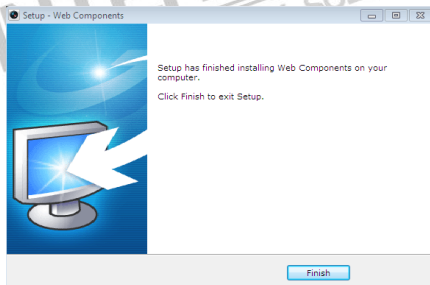 Setup - Web Components
Setup has finished installing Web Components on your
computer.
Click Finish to exit Setup.
Finish